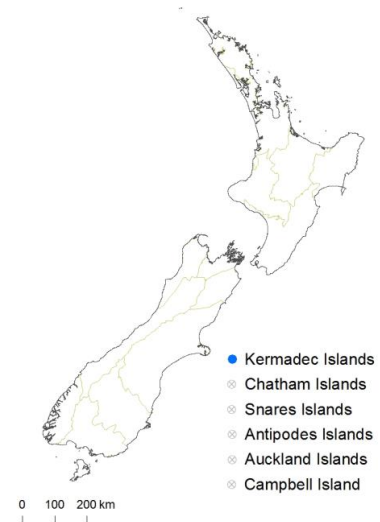 Kermadec Islands
Chatham Islands
Snares Islands
Antipodes Islands
Auckland Islands
Campbell Island
0 100 200 km